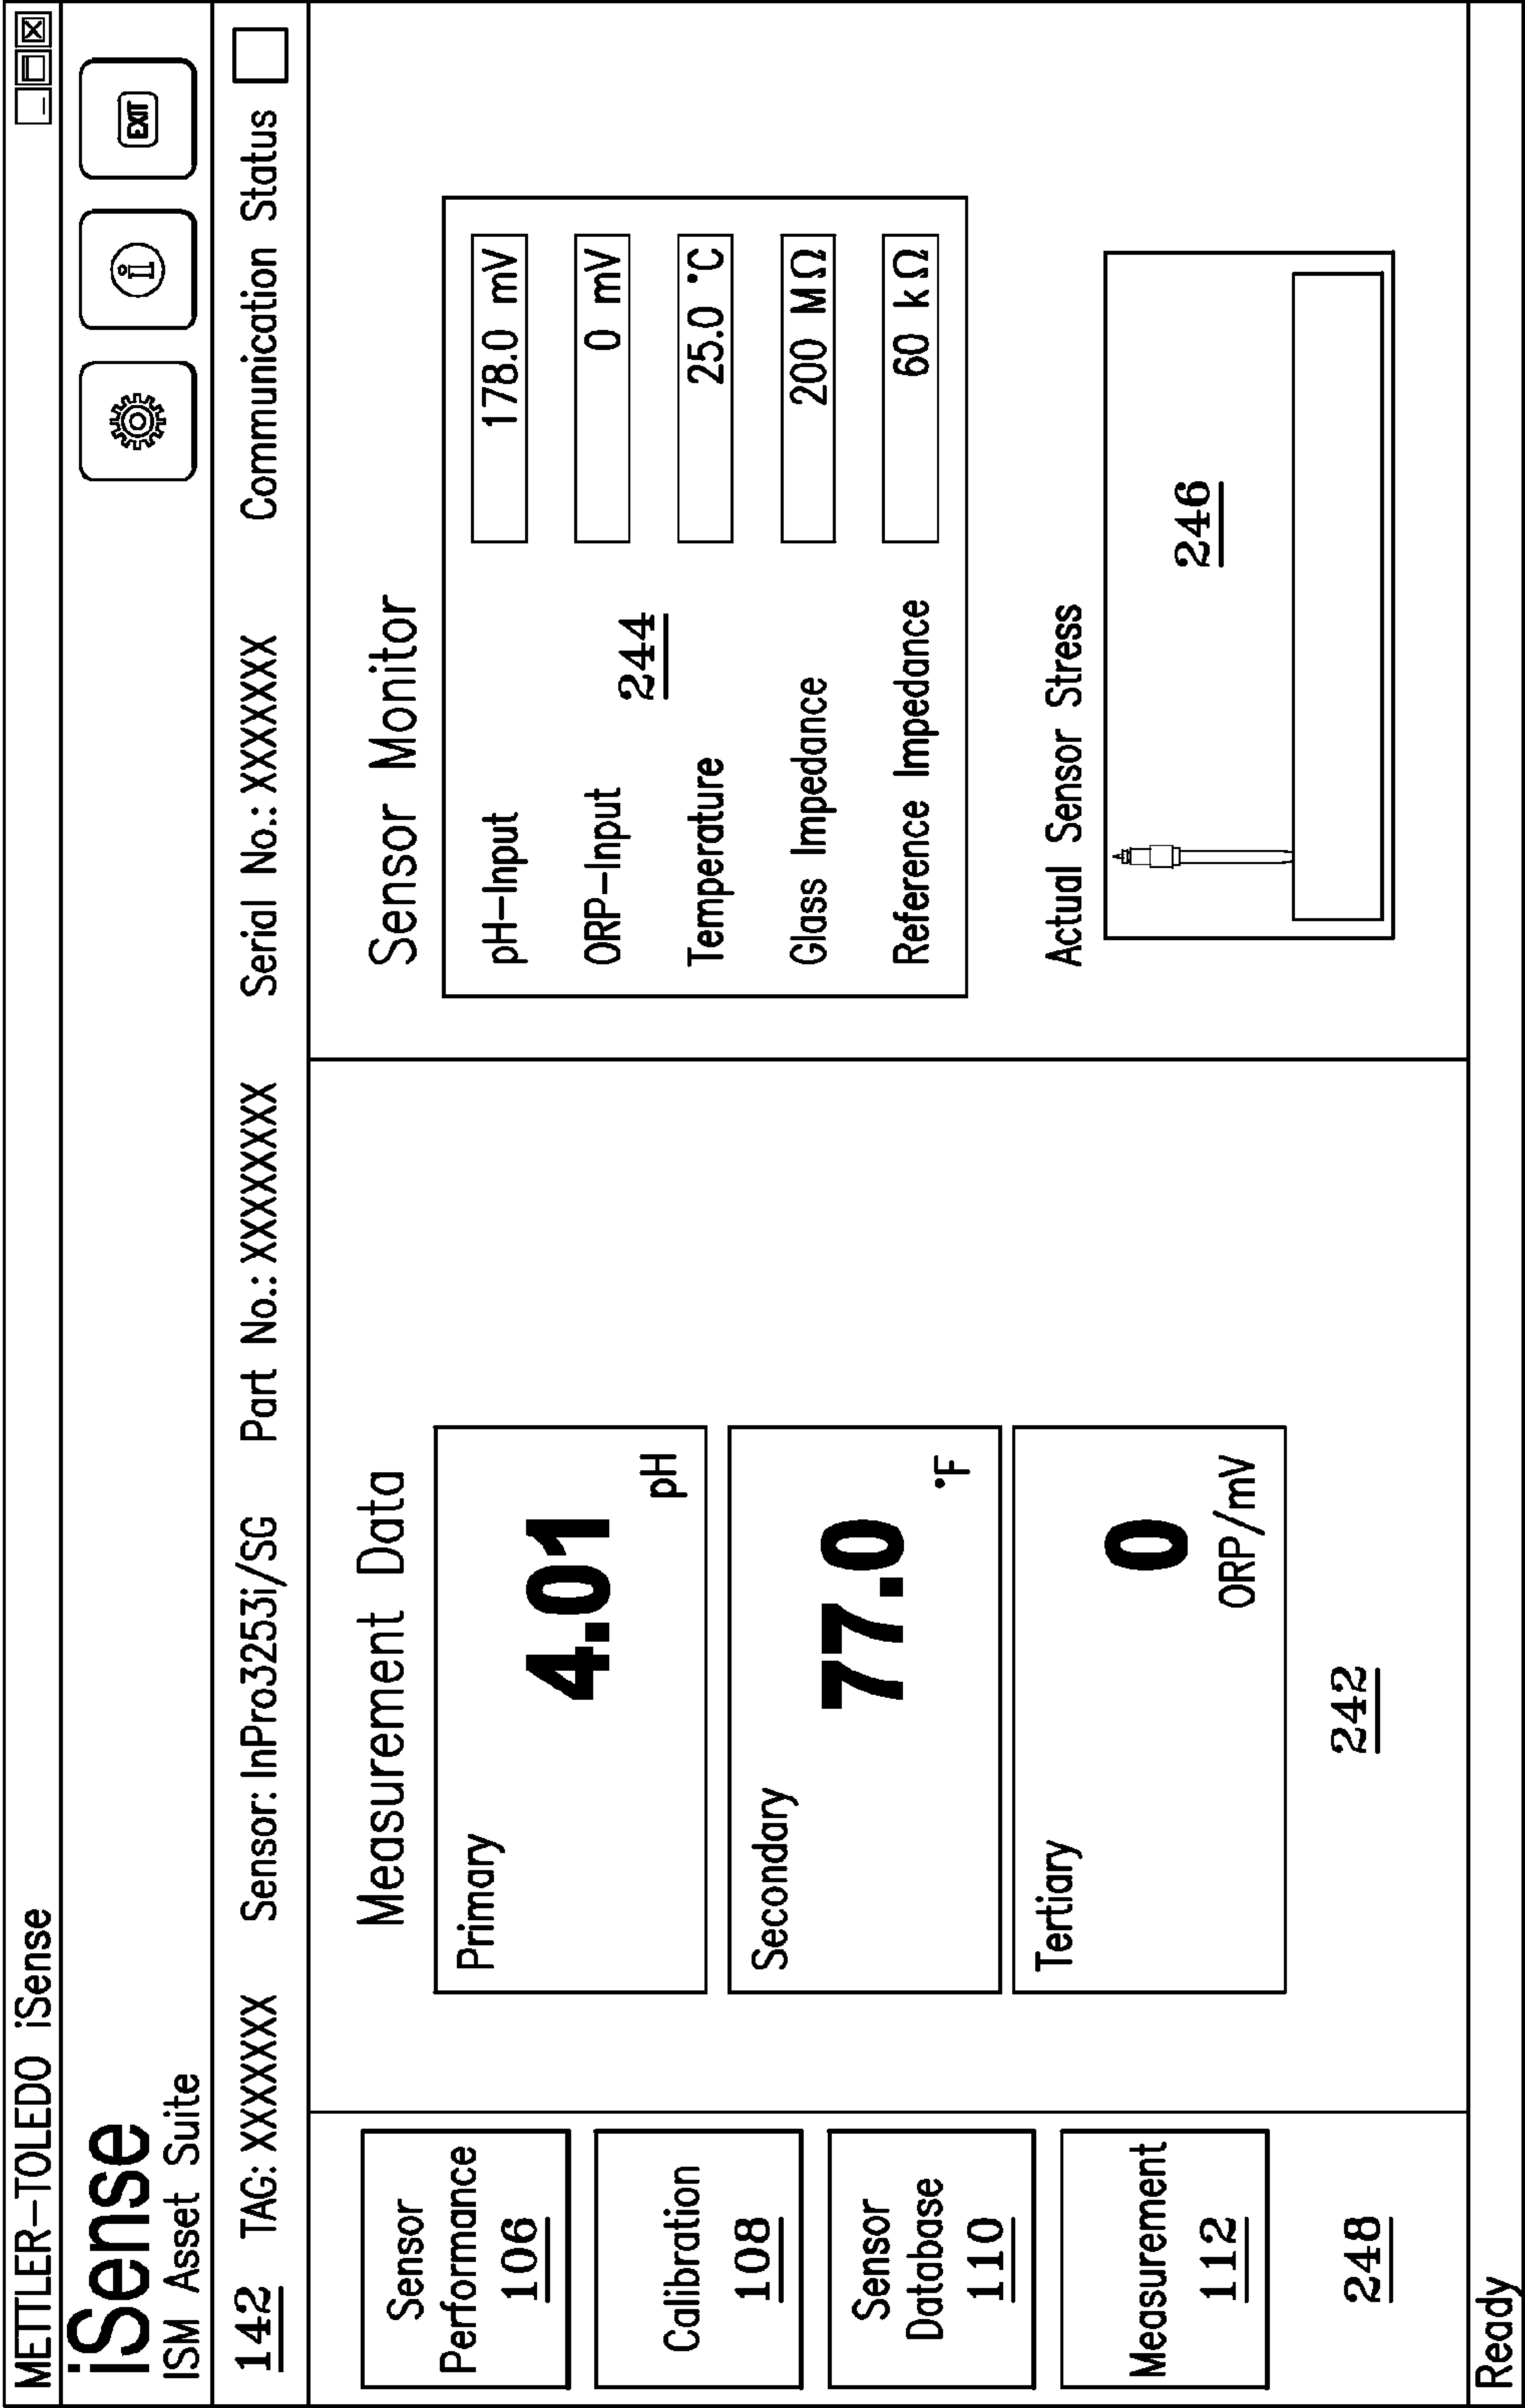 METTLER-TOLEDO iSense
iSense
ISM Asset Suite
EXIT
142 TAG: XXXXXX Sensor: InPro3253i/SG Part No.: XXXXXXX Serial No.: XXXXXX Communication Status
Sensor
Performance
106
Calibration
108
Sensor
Database
110
Measurement
112
248
Measurement Data
Primary
4.01
pH
Secondary
77.0
°F
Tertiary
0
ORP/mV
242
Sensor Monitor
pH-Input 178.0 mV
ORP-Input 0 mV
244
Temperature 25.0 °C
Glass Impedance 200 MΩ
Reference Impedance 60 kΩ
Actual Sensor Stress
246
Ready